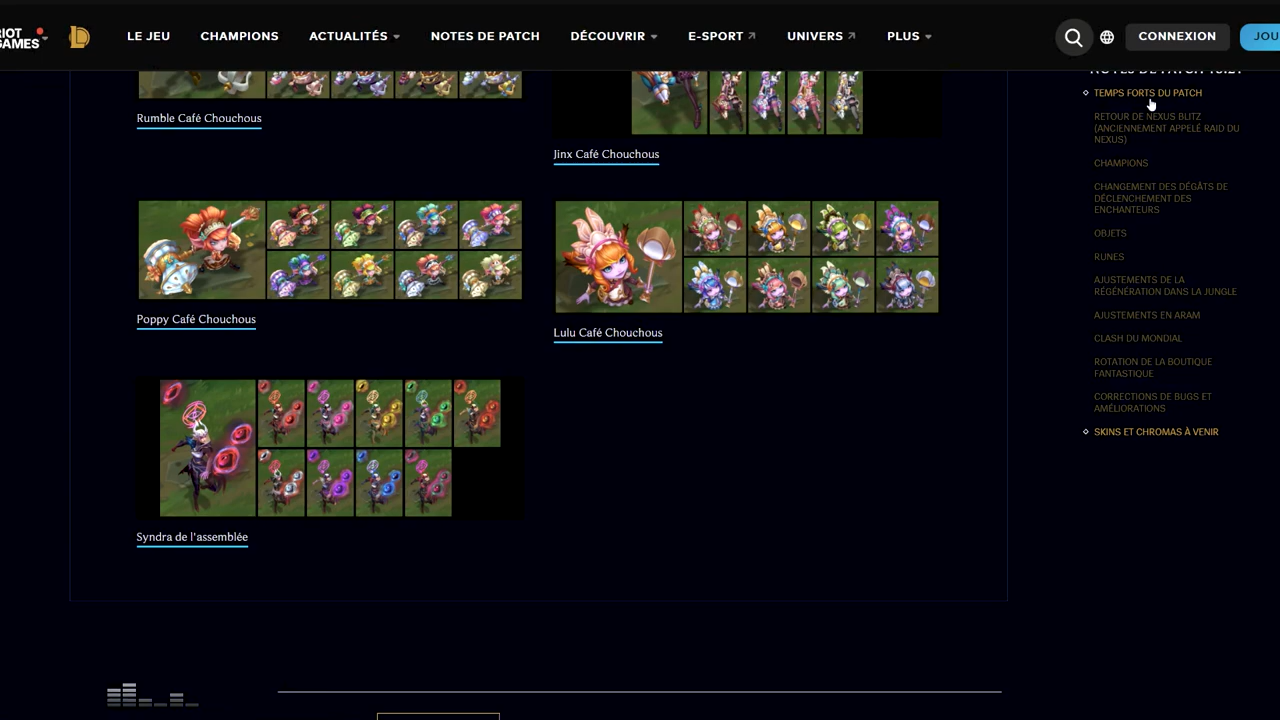 RIOT
GAMES
LE JEU
CHAMPIONS
ACTUALITÉS
NOTES DE PATCH
DÉCOUVRIR
E-SPORT
UNIVERS
PLUS
CONNEXION
JOU
TEMPS FORTS DU PATCH
RETOUR DE NEXUS BLITZ
(ANCIENNEMENT APPELÉ RAID DU
NEXUS)
CHAMPIONS
CHANGEMENT DES DÉGÂTS DE
DÉCLENCHEMENT DES
ENCHANTEURS
OBJETS
RUNES
AJUSTEMENTS DE LA
RÉGÉNÉRATION DANS LA JUNGLE
AJUSTEMENTS EN ARAM
CLASH DU MONDIAL
ROTATION DE LA BOUTIQUE
FANTASTIQUE
CORRECTIONS DE BUGS ET
AMÉLIORATIONS
SKINS ET CHROMAS À VENIR
Rumble Café Chouchous
Jinx Café Chouchous
Poppy Café Chouchous
Lulu Café Chouchous
Syndra de l'assemblée